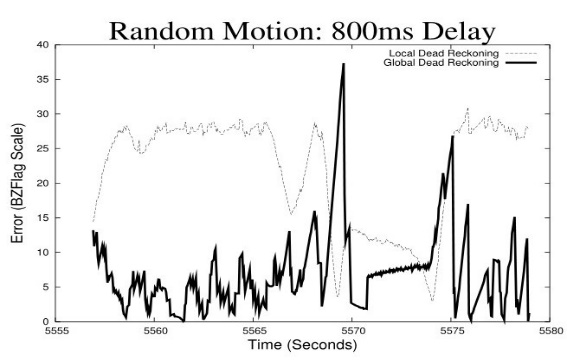 Random Motion: 800ms Delay
Local Dead Reckoning
Global Dead Reckoning
40
35
30
25
20
15
10
5
0
Error (BZFlag Scale)
5555 5560 5565 5570 5575 5580
Time (Seconds)